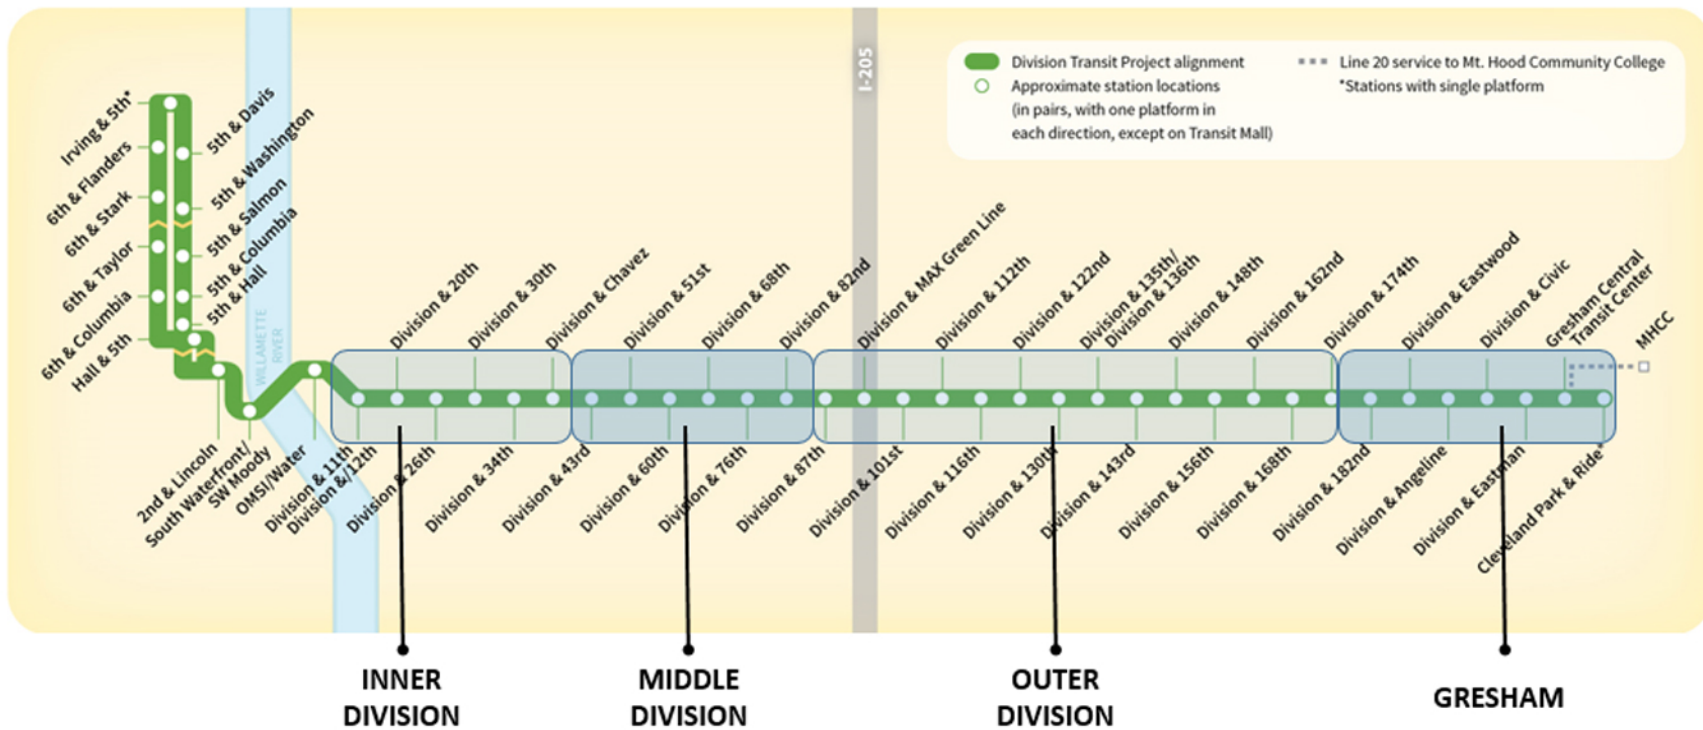 I-205
Division Transit Project alignment
Approximate station locations
(in pairs, with one platform in
each direction, except on Transit Mall)
Line 20 service to Mt. Hood Community College
*Stations with single platform
Irving & 5th*
6th & Flanders
6th & Stark
6th & Taylor
6th & Columbia
Hall & 5th
5th & Davis
5th & Washington
5th & Salmon
5th & Columbia
5th & Hall
WILLAMETTE
RIVER
Division & 20th
Division & 30th
Division & Chavez
Division & 51st
Division & 68th
Division & 82nd
Division & MAX Green Line
Division & 112th
Division & 122nd
Division & 135th/
Division & 136th
Division & 148th
Division & 162nd
Division & 174th
Division & Eastwood
Division & Civic
Gresham Central
Transit Center
MHCC
2nd & Lincoln
South Waterfront/
SW Moody
OMSI/Water
Division & 11th
Division &/12th
Division & 26th
Division & 34th
Division & 43rd
Division & 60th
Division & 76th
Division & 87th
Division & 101st
Division & 116th
Division & 130th
Division & 143rd
Division & 156th
Division & 168th
Division & 182nd
Division & Angeline
Division & Eastman
Cleveland Park & Ride*
INNER
DIVISION
MIDDLE
DIVISION
OUTER
DIVISION
GRESHAM